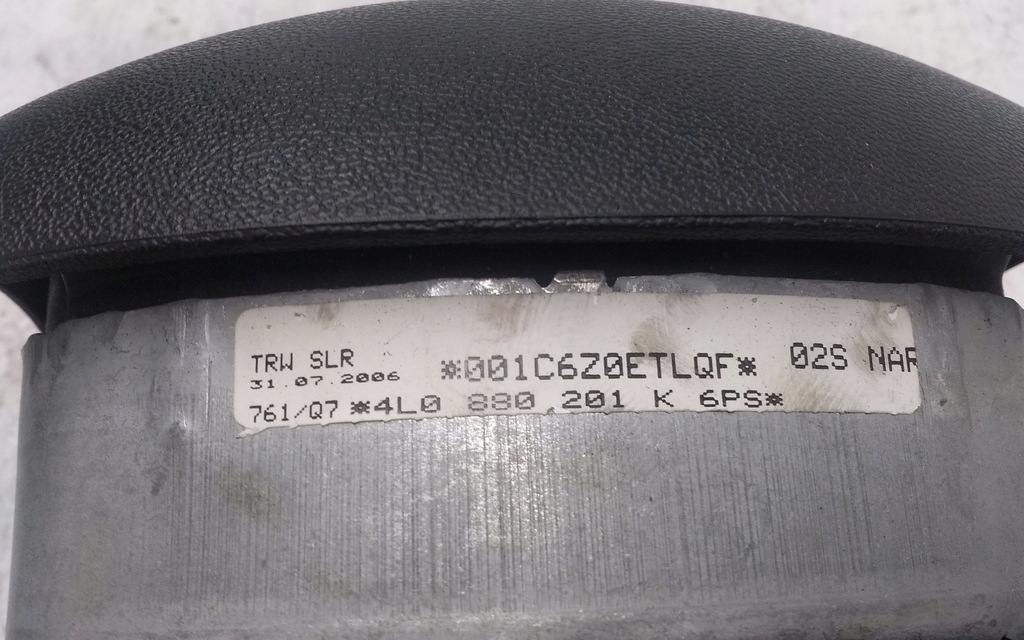 TRW SLR *001C6Z0ETLQF* 02S NAR
31.07.2006
761/Q7 *4L0 880 201 K 6PS*